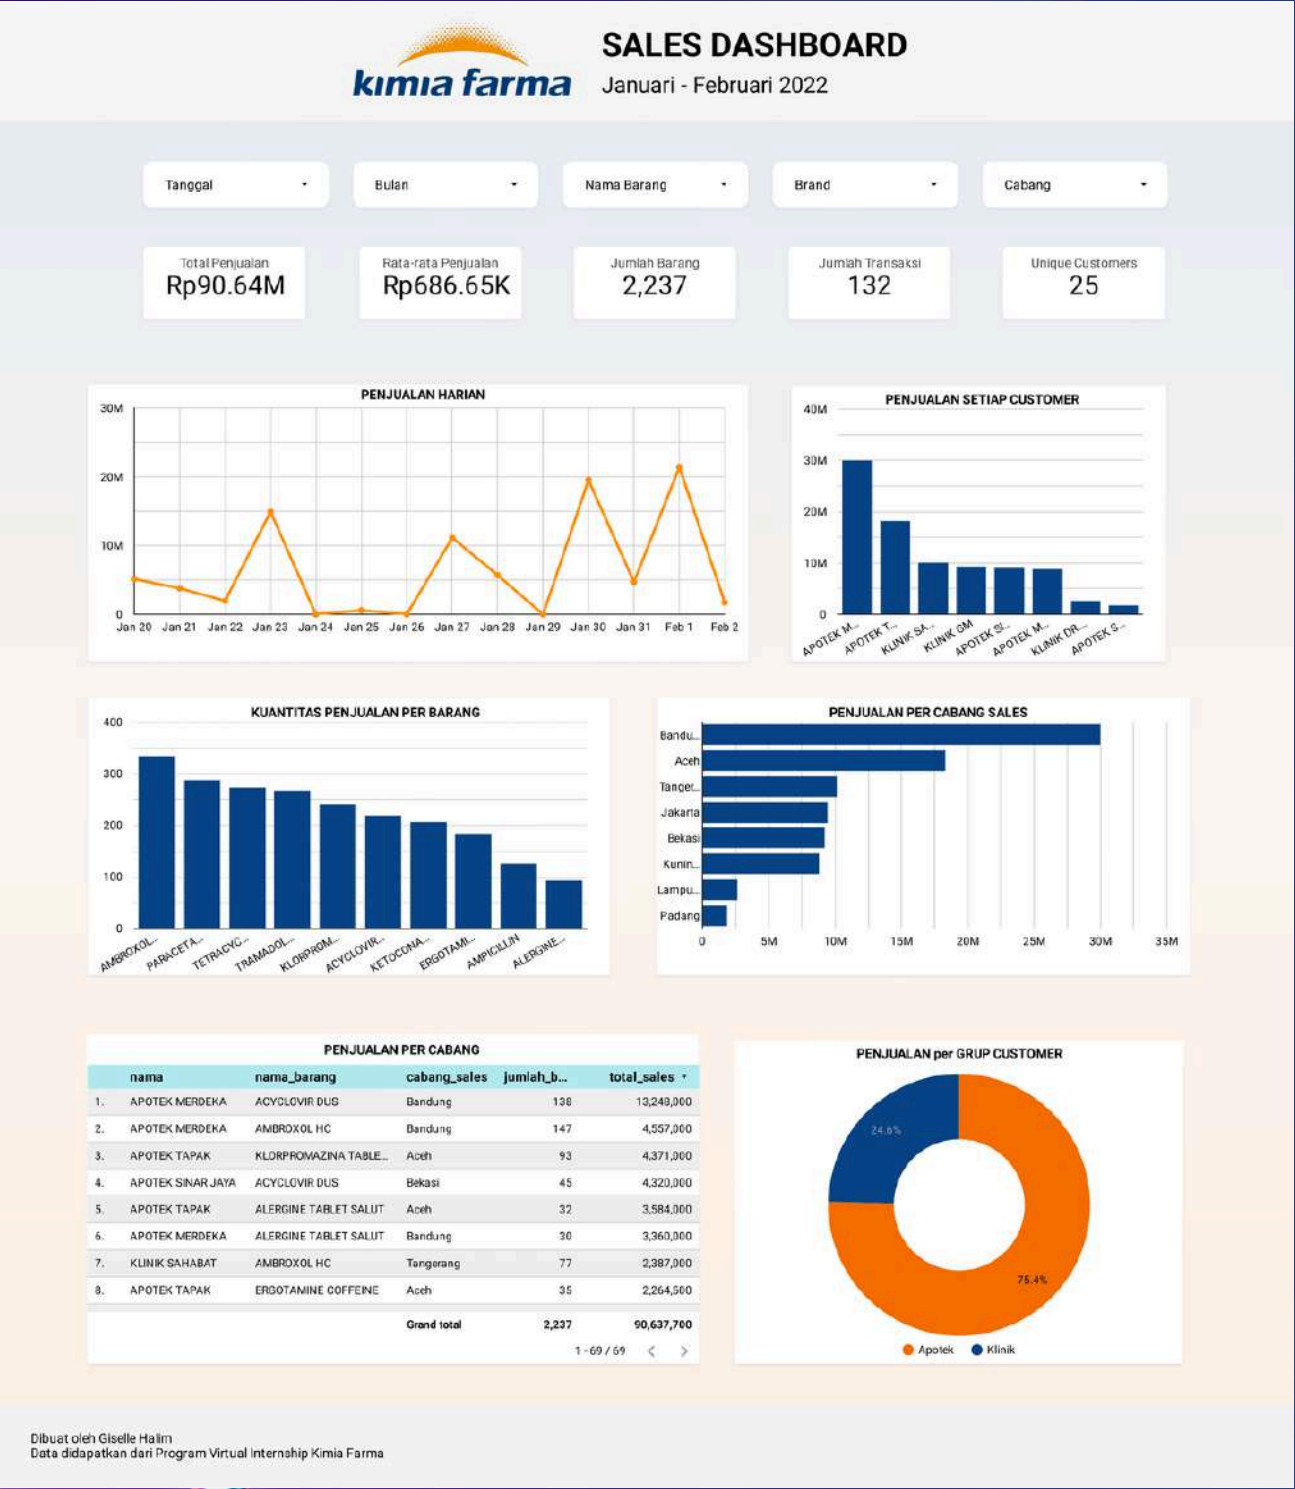 kimia farma
SALES DASHBOARD
Januari - Februari 2022
Tanggal
Bulan
Nama Barang
Brand
Cabang
Total Penjualan
Rp90.64M
Rata-rata Penjualan
Rp686.65K
Jumlah Barang
2,237
Jumlah Transaksi
132
Unique Customers
25
PENJUALAN HARIAN
30M
20M
10M
0
Jan 20 Jan 21 Jan 22 Jan 23 Jan 24 Jan 25 Jan 26 Jan 27 Jan 28 Jan 29 Jan 30 Jan 31 Feb 1 Feb 2
PENJUALAN SETIAP CUSTOMER
40M
30M
20M
10M
0
APOTEK M... APOTEK T... KLINIK SA... KLINIK GM APOTEK SI... APOTEK M... KLINIK DR... APOTEK S...
KUANTITAS PENJUALAN PER BARANG
400
300
200
100
0
AMBROXOL... PARACETA... TETRACYC... TRAMADOL... KLORPROM... ACYCLOVIR... KETOCONA... ERGOTAMI... AMPICILLIN ALERGINE...
PENJUALAN PER CABANG SALES
Bandu...
Aceh
Tanger...
Jakarta
Bekasi
Kunin...
Lampu...
Padang
0 5M 10M 15M 20M 25M 30M 35M
PENJUALAN PER CABANG
nama nama_barang cabang_sales jumlah_b... total_sales
1. APOTEK MERDEKA ACYCLOVIR DUS Bandung 138 13,248,000
2. APOTEK MERDEKA AMBROXOL HC Bandung 147 4,557,000
3. APOTEK TAPAK KLORPROMAZINA TABLE... Aceh 93 4,371,000
4. APOTEK SINAR JAYA ACYCLOVIR DUS Bekasi 45 4,320,000
5. APOTEK TAPAK ALERGINE TABLET SALUT Aceh 32 3,584,000
6. APOTEK MERDEKA ALERGINE TABLET SALUT Bandung 30 3,360,000
7. KLINIK SAHABAT AMBROXOL HC Tangerang 77 2,387,000
8. APOTEK TAPAK ERGOTAMINE COFFEINE Aceh 35 2,264,500
Grand total 2,237 90,637,700
1 - 69 / 69 < >
PENJUALAN per GRUP CUSTOMER
24.6%
75.4%
Apotek Klinik
Dibuat oleh Giselle Halim
Data didapatkan dari Program Virtual Internship Kimia Farma